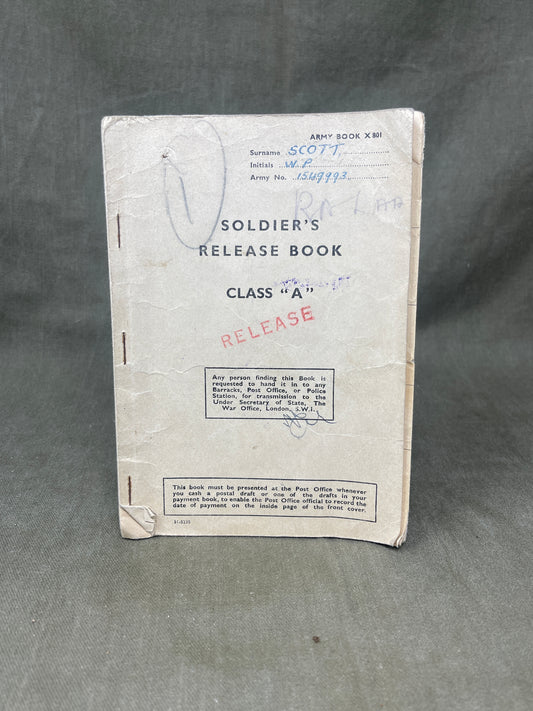 ARMY BOOK X 801
Surname SCOTT
Initials W.P.
Army No. 1549993
1
SOLDIER'S
RELEASE BOOK
CLASS "A"
RELEASE
Any person finding this Book is
requested to hand it in to any
Barracks, Post Office, or Police
Station, for transmission to the
Under Secretary of State, The
War Office, London, S.W.1.
This book must be presented at the Post Office whenever
you cash a postal draft or one of the drafts in your
payment book, to enable the Post Office official to record the
date of payment on the inside page of the front cover.